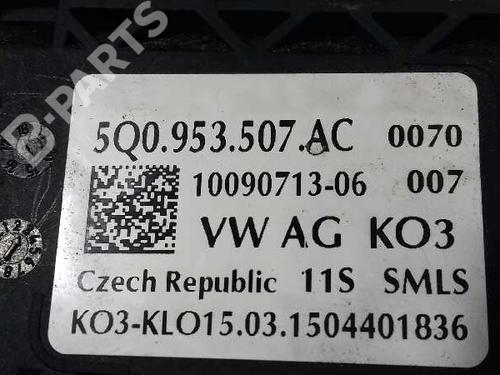 B-PARTS
5Q0.953.507.AC 0070
10090713-06 007
VW AG KO3
Czech Republic 11S SMLS
KO3-KLO15.03.1504401836